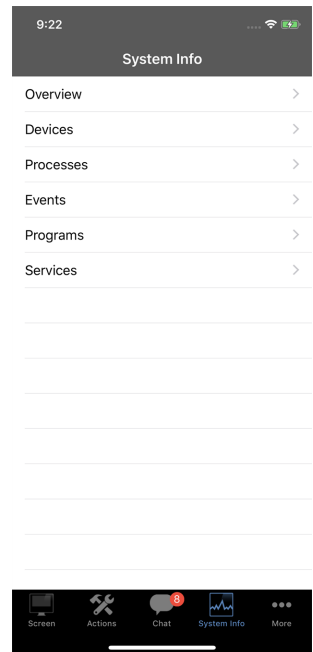 9:22
System Info
Overview
Devices
Processes
Events
Programs
Services
8
Screen Actions Chat System Info More